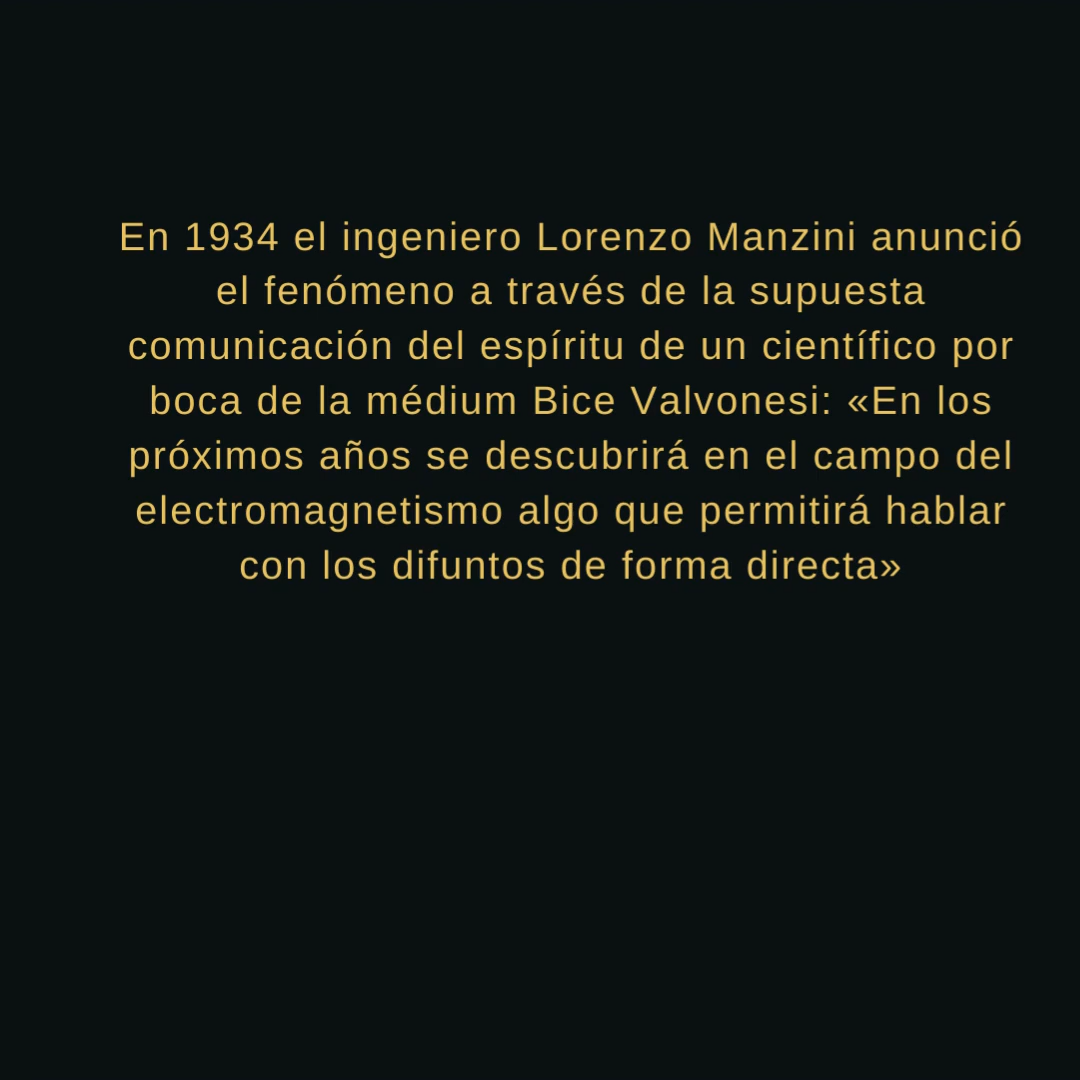 En 1934 el ingeniero Lorenzo Manzini anunció
el fenómeno a través de la supuesta
comunicación del espíritu de un científico por
boca de la médium Bice Valvonesi: «En los
próximos años se descubrirá en el campo del
electromagnetismo algo que permitirá hablar
con los difuntos de forma directa»